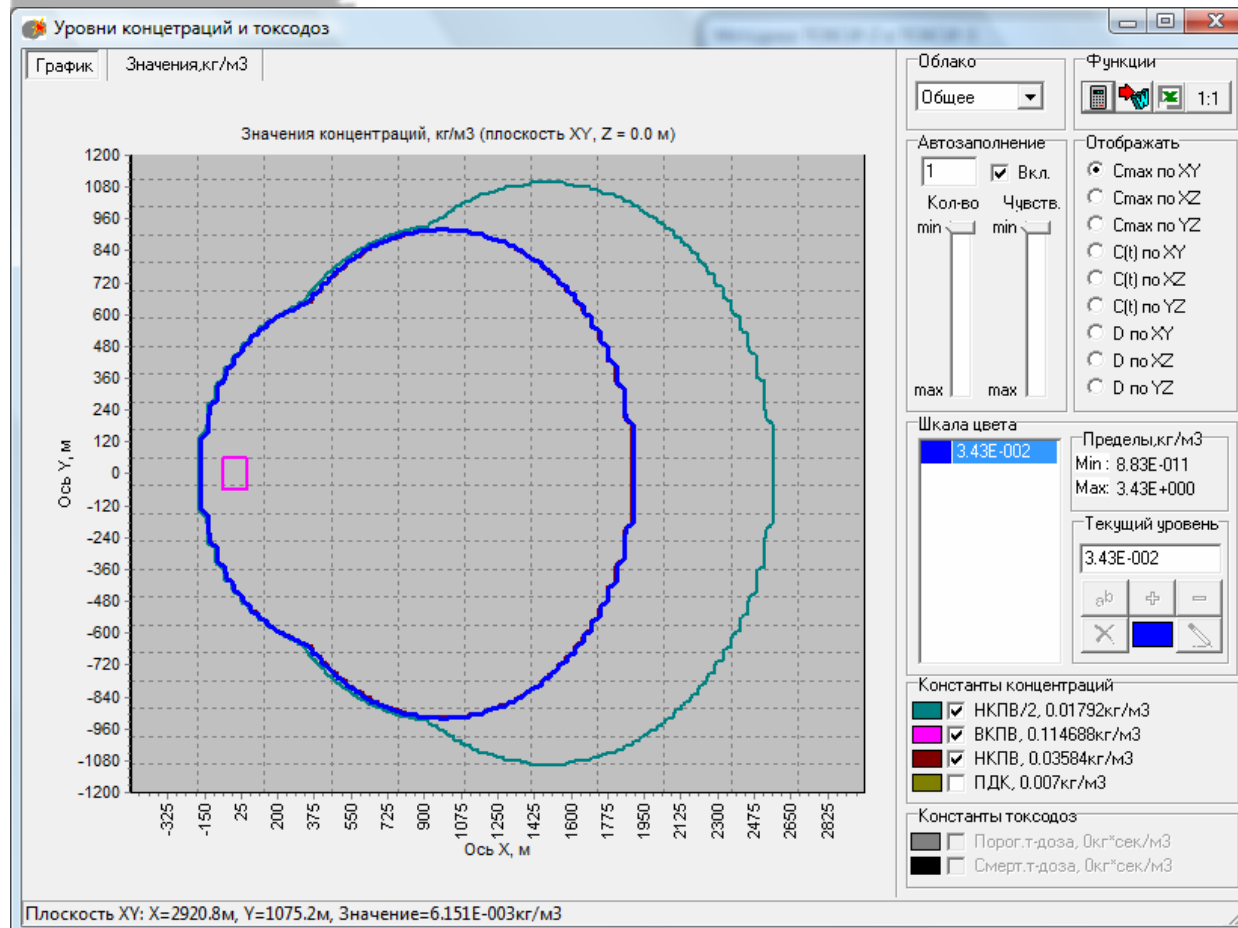 Уровни концетраций и токсодоз
График
Значения,кг/м3
Значения концентраций, кг/м3 (плоскость XY, Z = 0.0 м)
1200
1080
960
840
720
600
480
360
240
120
0
-120
-240
-360
-480
-600
-720
-840
-960
-1080
-1200
Ось Y, м
-325
-150
25
200
375
550
725
900
1075
1250
1425
1600
1775
1950
2125
2300
2475
2650
2825
Ось X, м
Облако
Общее
Функции
1:1
Автозаполнение
1
Вкл.
Кол-во Чувств.
min min
max max
Отображать
Cmax по XY
Cmax по XZ
Cmax по YZ
C(t) по XY
C(t) по XZ
C(t) по YZ
D по XY
D по XZ
D по YZ
Шкала цвета
3.43E-002
Пределы,кг/м3
Min : 8.83E-011
Max: 3.43E+000
Текущий уровень
3.43E-002
ab
Константы концентраций
НКПВ/2, 0.01792кг/м3
ВКПВ, 0.114688кг/м3
НКПВ, 0.03584кг/м3
ПДК, 0.007кг/м3
Константы токсодоз
Порог.т-доза, 0кг*сек/м3
Смерт.т-доза, 0кг*сек/м3
Плоскость XY: X=2920.8м, Y=1075.2м, Значение=6.151E-003кг/м3